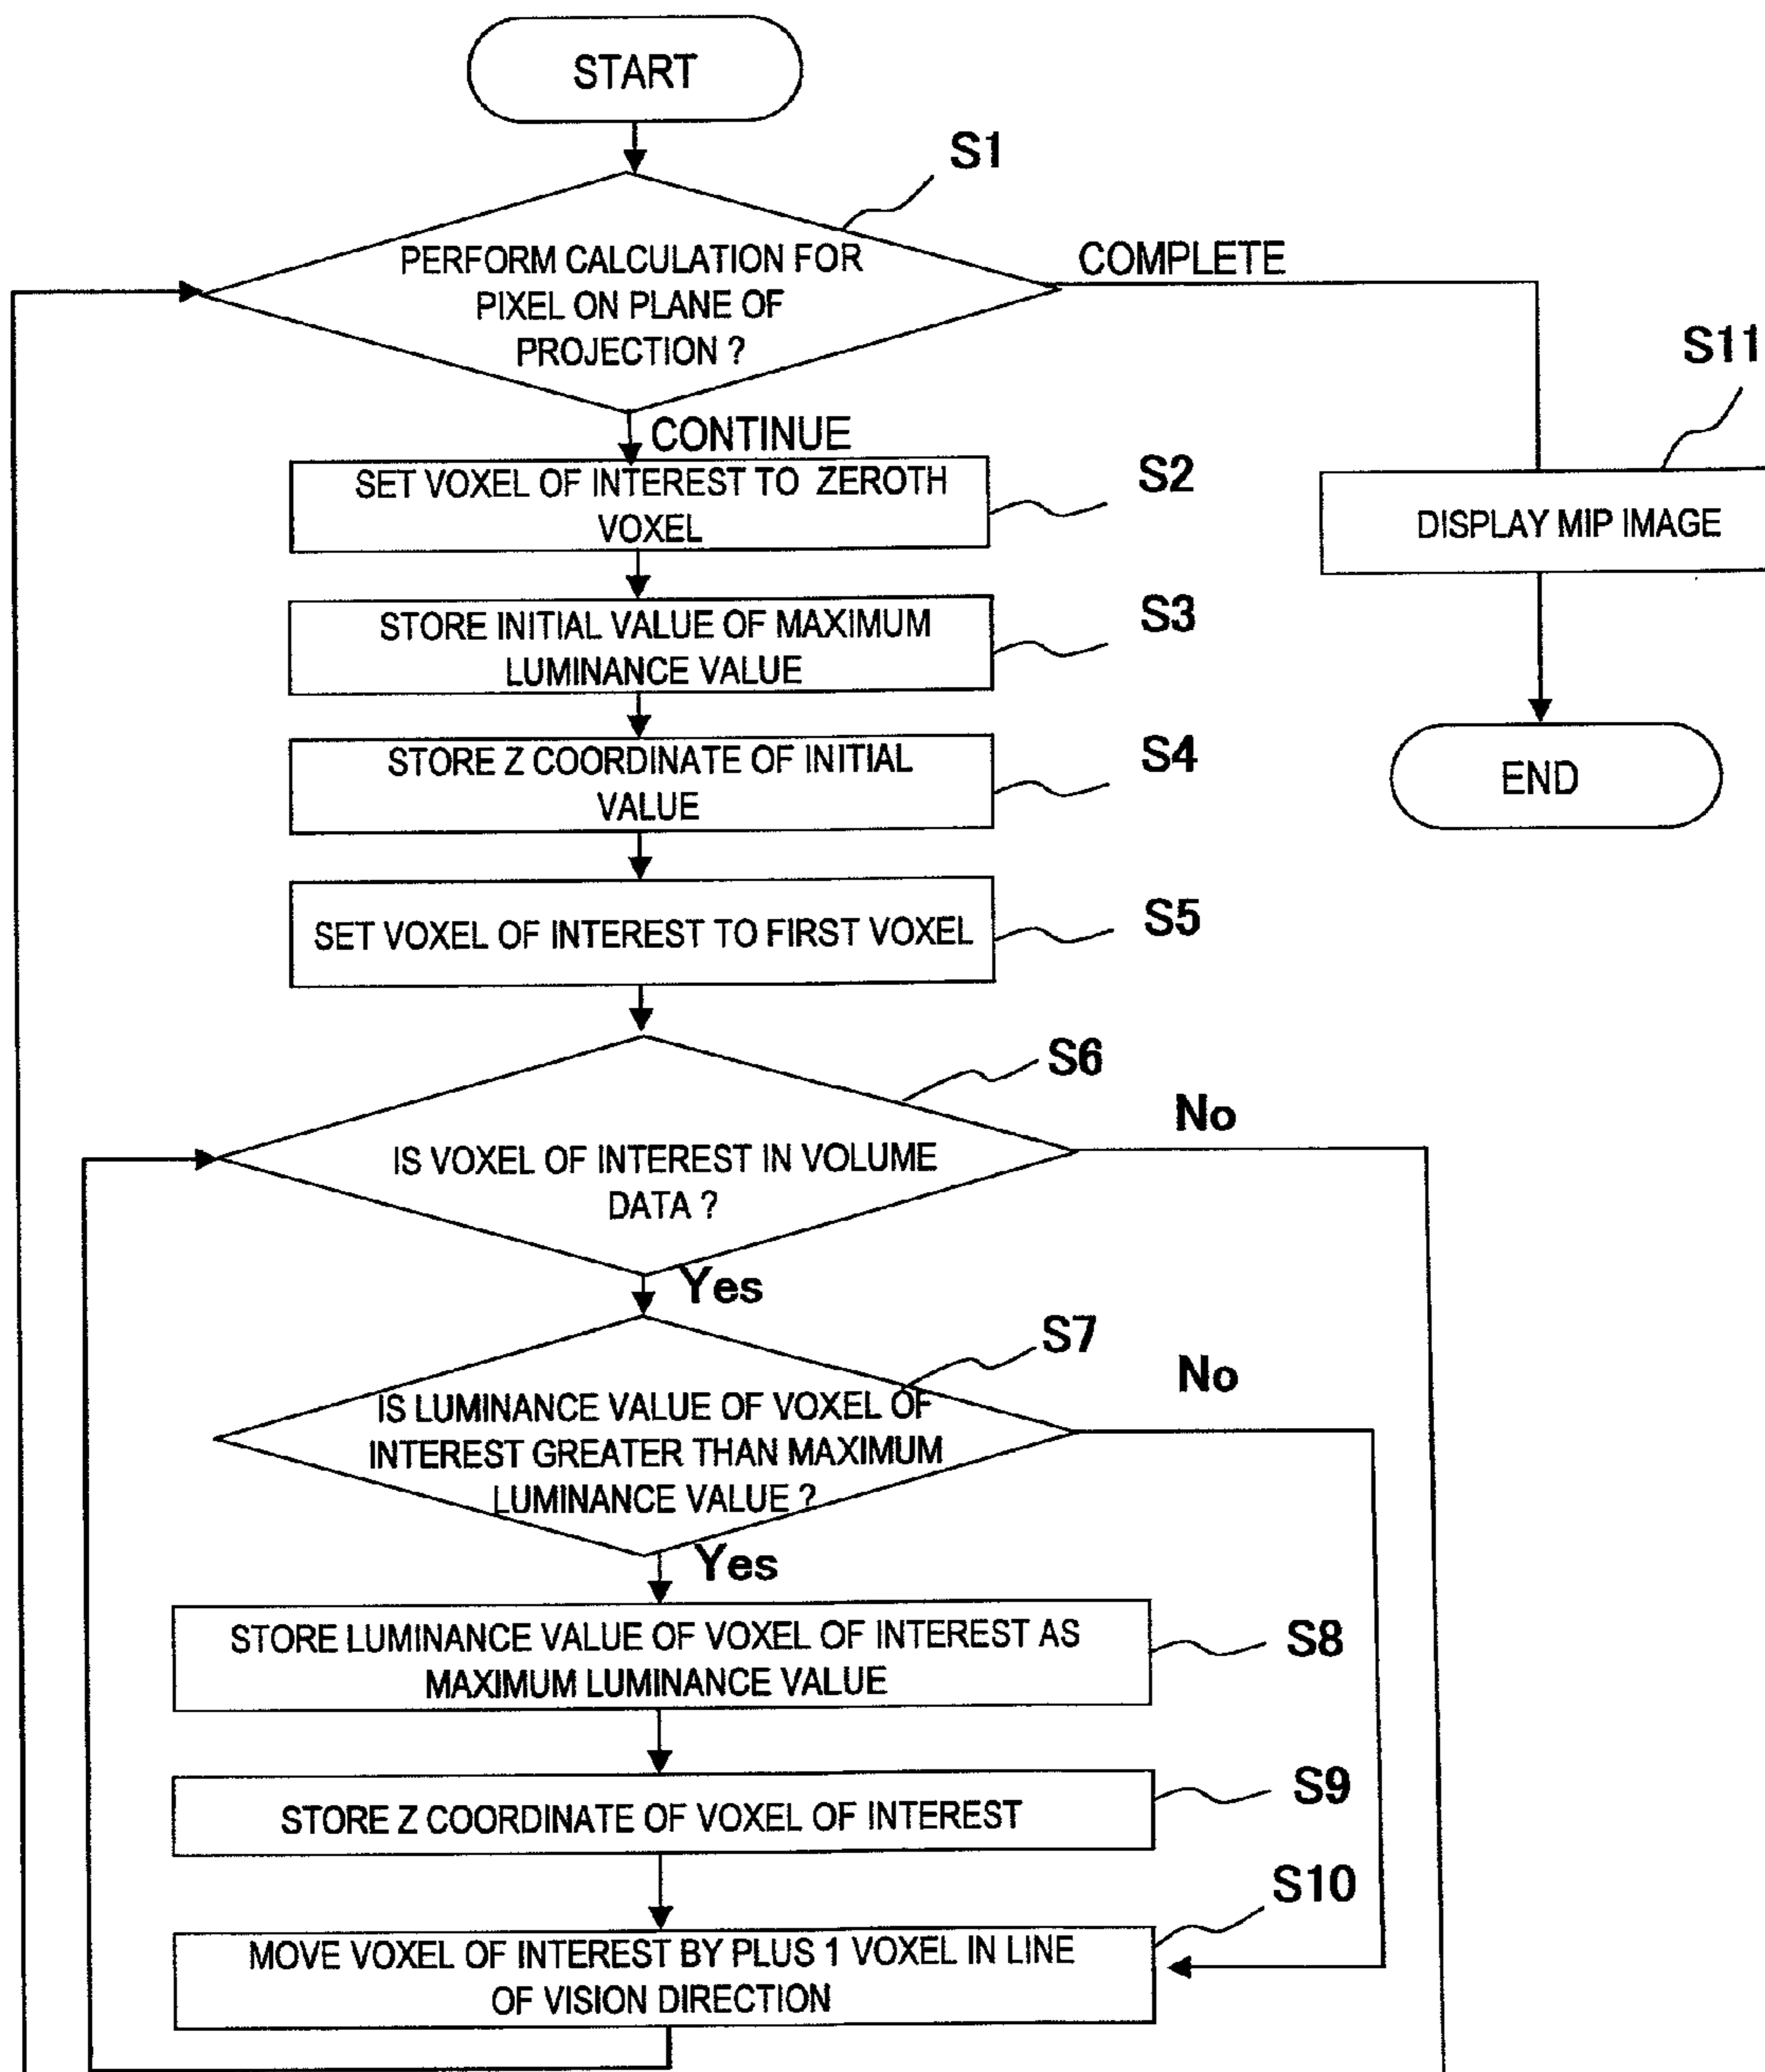 START
S1
PERFORM CALCULATION FOR
PIXEL ON PLANE OF
PROJECTION ?
COMPLETE
CONTINUE
S11
DISPLAY MIP IMAGE
END
SET VOXEL OF INTEREST TO ZEROTH
VOXEL
S2
STORE INITIAL VALUE OF MAXIMUM
LUMINANCE VALUE
S3
STORE Z COORDINATE OF INITIAL
VALUE
S4
SET VOXEL OF INTEREST TO FIRST VOXEL
S5
S6
No
IS VOXEL OF INTEREST IN VOLUME
DATA ?
Yes
S7
No
IS LUMINANCE VALUE OF VOXEL OF
INTEREST GREATER THAN MAXIMUM
LUMINANCE VALUE ?
Yes
STORE LUMINANCE VALUE OF VOXEL OF INTEREST AS
MAXIMUM LUMINANCE VALUE
S8
STORE Z COORDINATE OF VOXEL OF INTEREST
S9
S10
MOVE VOXEL OF INTEREST BY PLUS 1 VOXEL IN LINE
OF VISION DIRECTION